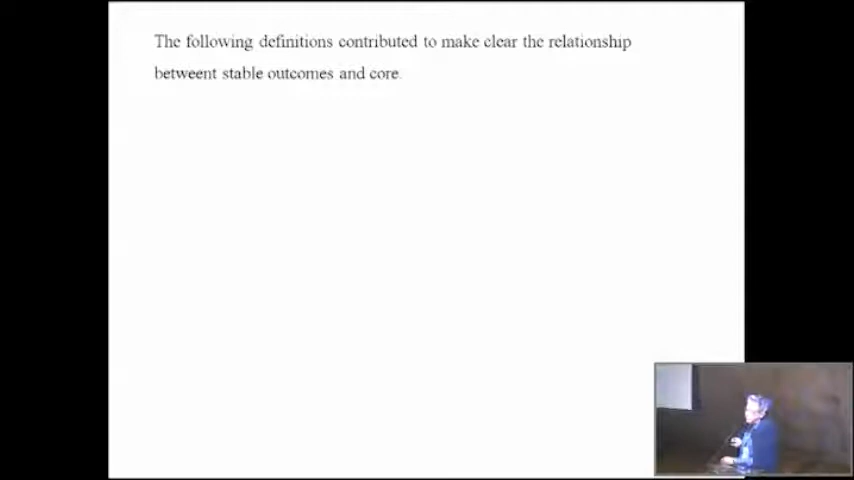 The following definitions contributed to make clear the relationship
betweent stable outcomes and core.